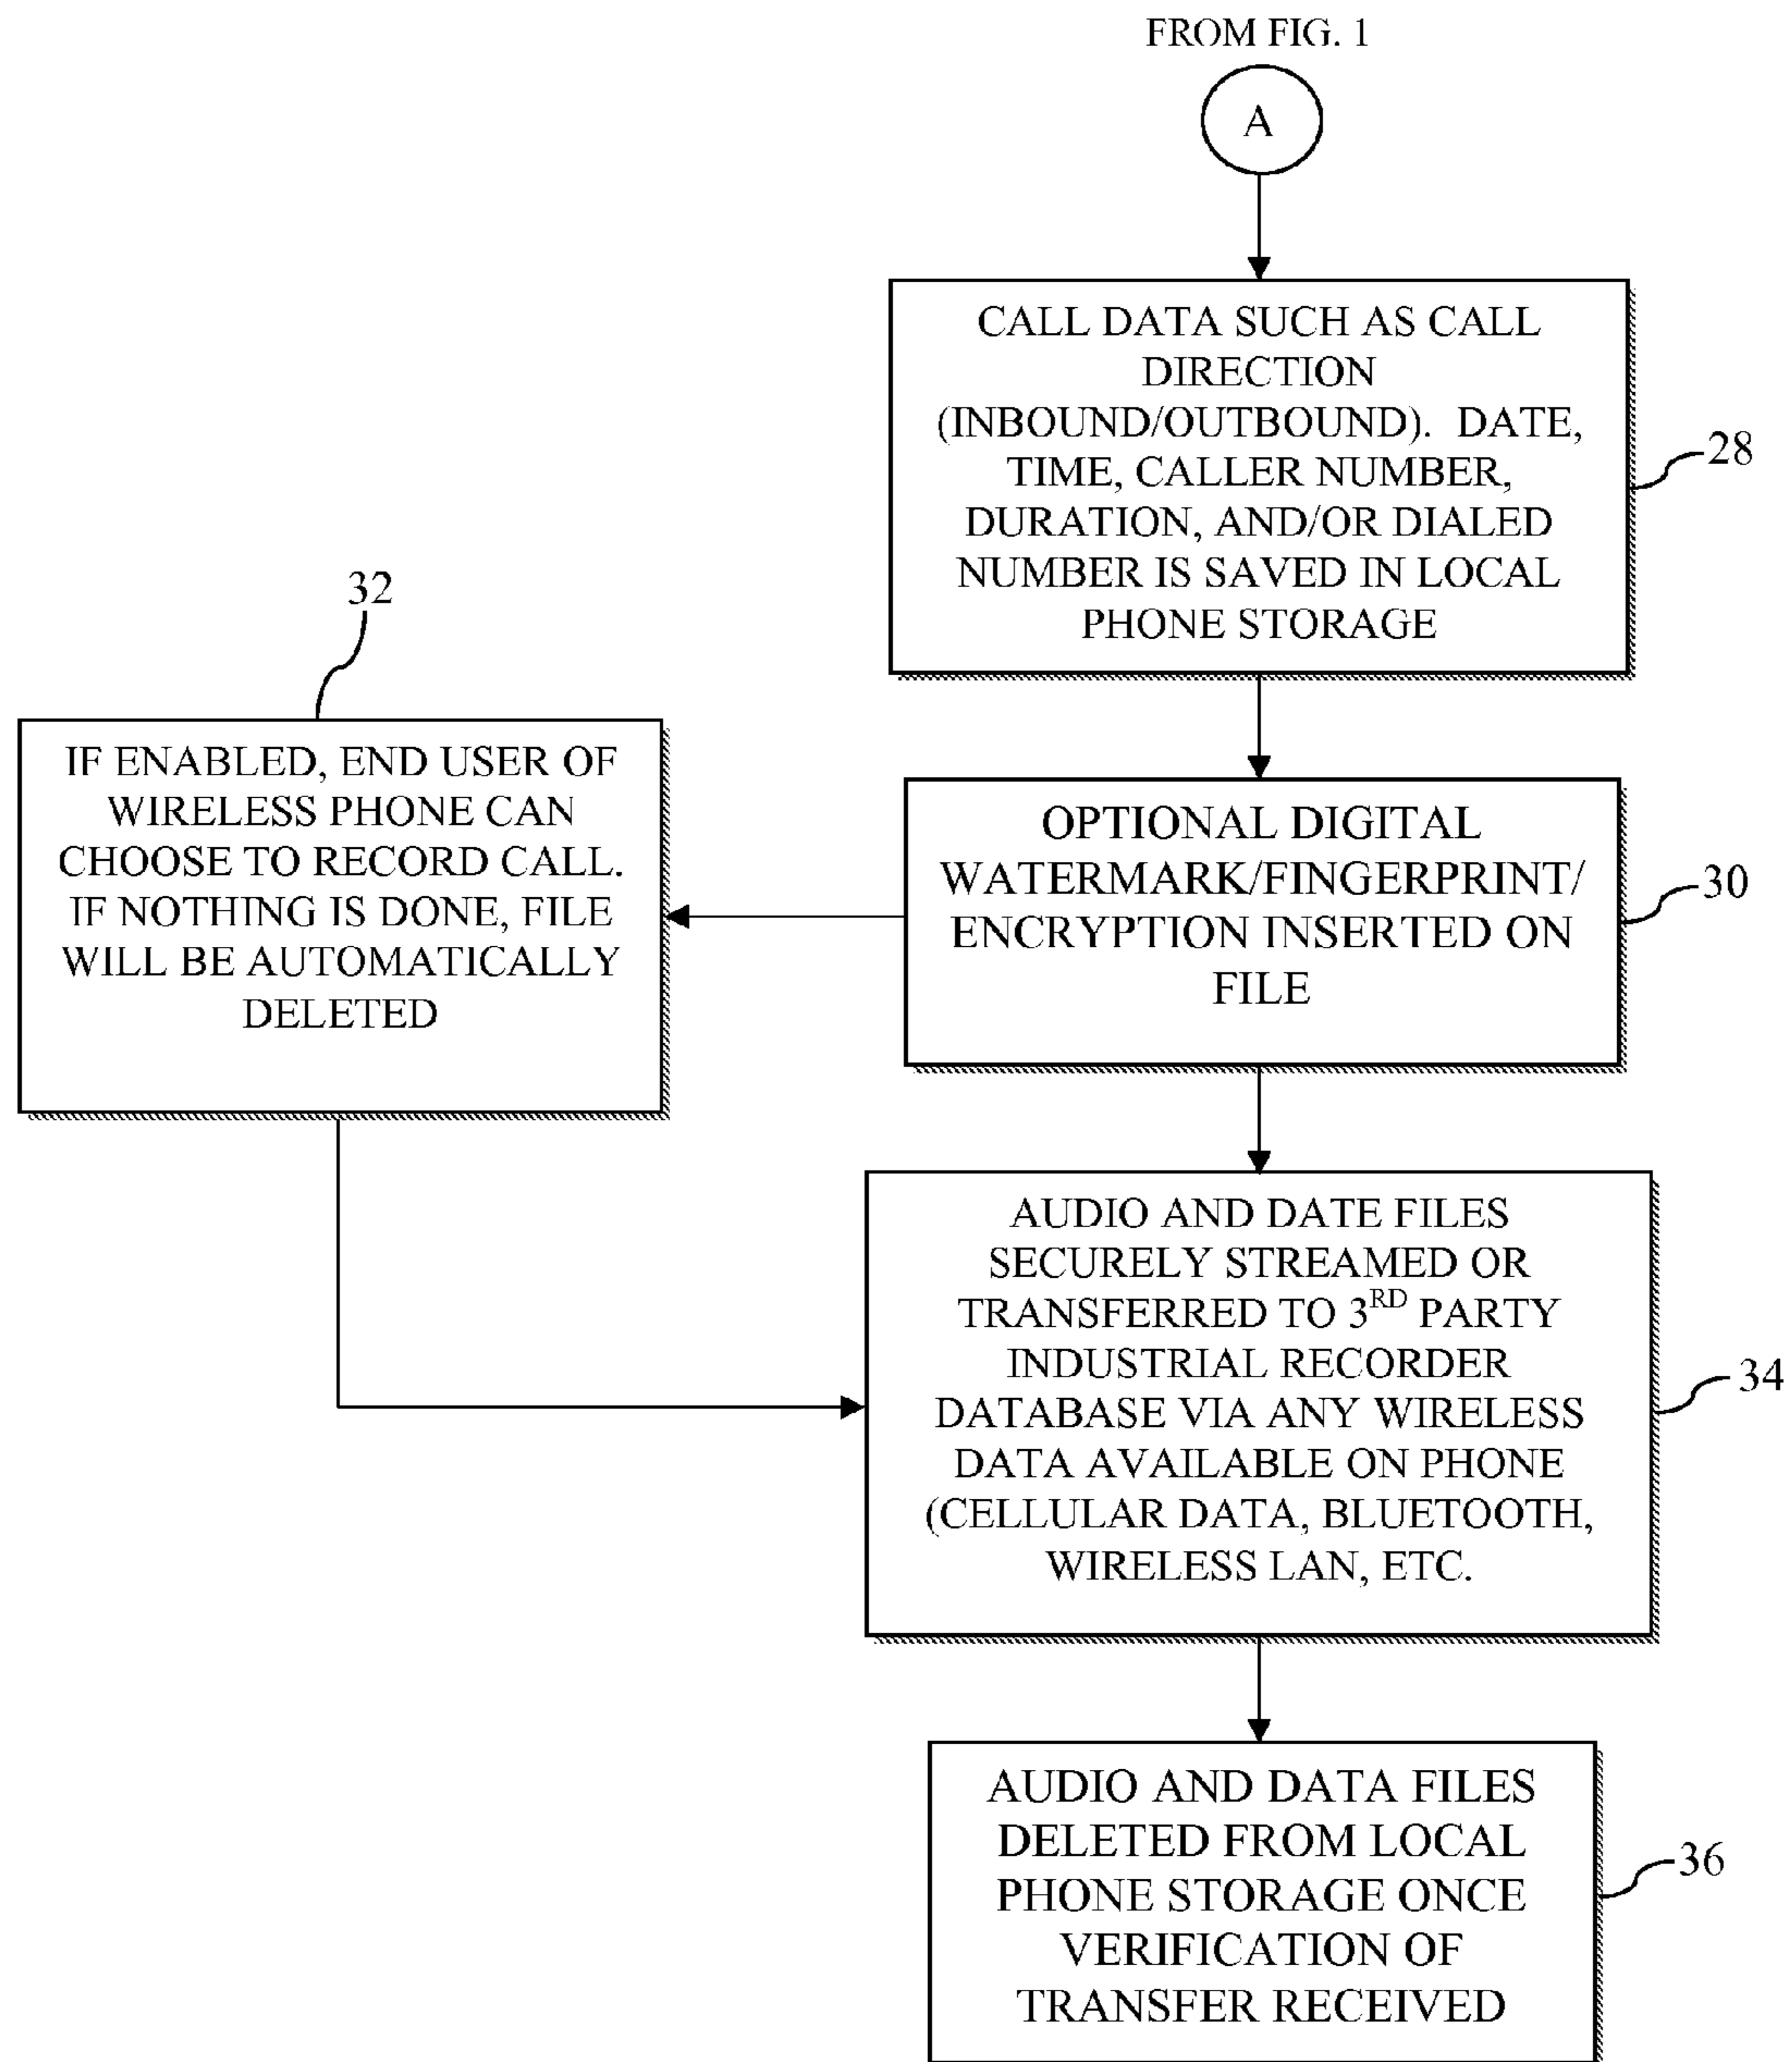 FROM FIG. 1
A
CALL DATA SUCH AS CALL
DIRECTION
(INBOUND/OUTBOUND).  DATE,
TIME, CALLER NUMBER,
DURATION, AND/OR DIALED
NUMBER IS SAVED IN LOCAL
PHONE STORAGE
28
32
IF ENABLED, END USER OF
WIRELESS PHONE CAN
CHOOSE TO RECORD CALL.
IF NOTHING IS DONE, FILE
WILL BE AUTOMATICALLY
DELETED
OPTIONAL DIGITAL
WATERMARK/FINGERPRINT/
ENCRYPTION INSERTED ON
FILE
30
AUDIO AND DATE FILES
SECURELY STREAMED OR
TRANSFERRED TO 3RD PARTY
INDUSTRIAL RECORDER
DATABASE VIA ANY WIRELESS
DATA AVAILABLE ON PHONE
(CELLULAR DATA, BLUETOOTH,
WIRELESS LAN, ETC.
34
AUDIO AND DATA FILES
DELETED FROM LOCAL
PHONE STORAGE ONCE
VERIFICATION OF
TRANSFER RECEIVED
36